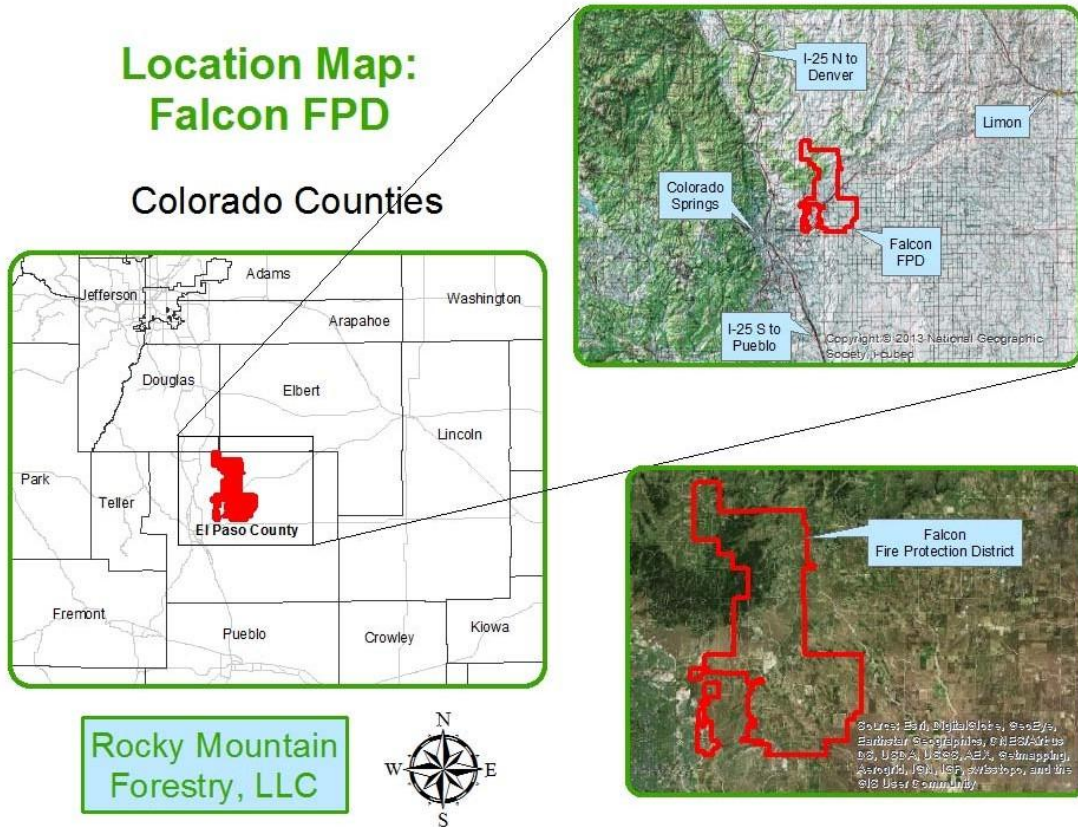 Location Map:
Falcon FPD
Colorado Counties
Jefferson
Adams
Washington
Arapahoe
Douglas
Elbert
Lincoln
Park
Teller
El Paso County
Fremont
Pueblo
Crowley
Kiowa
I-25 N to
Denver
Limon
Colorado
Springs
Falcon
FPD
I-25 S to
Pueblo
Copyright:© 2013 National Geographic
Society, i-cubed
Falcon
Fire Protection District
Source: Esri, DigitalGlobe, GeoEye,
Earthstar Geographics, CNES/Airbus
DS, USDA, USGS, AEX, Getmapping,
Aerogrid, IGN, IGP, swisstopo, and the
GIS User Community
Rocky Mountain
Forestry, LLC
N
W
E
S